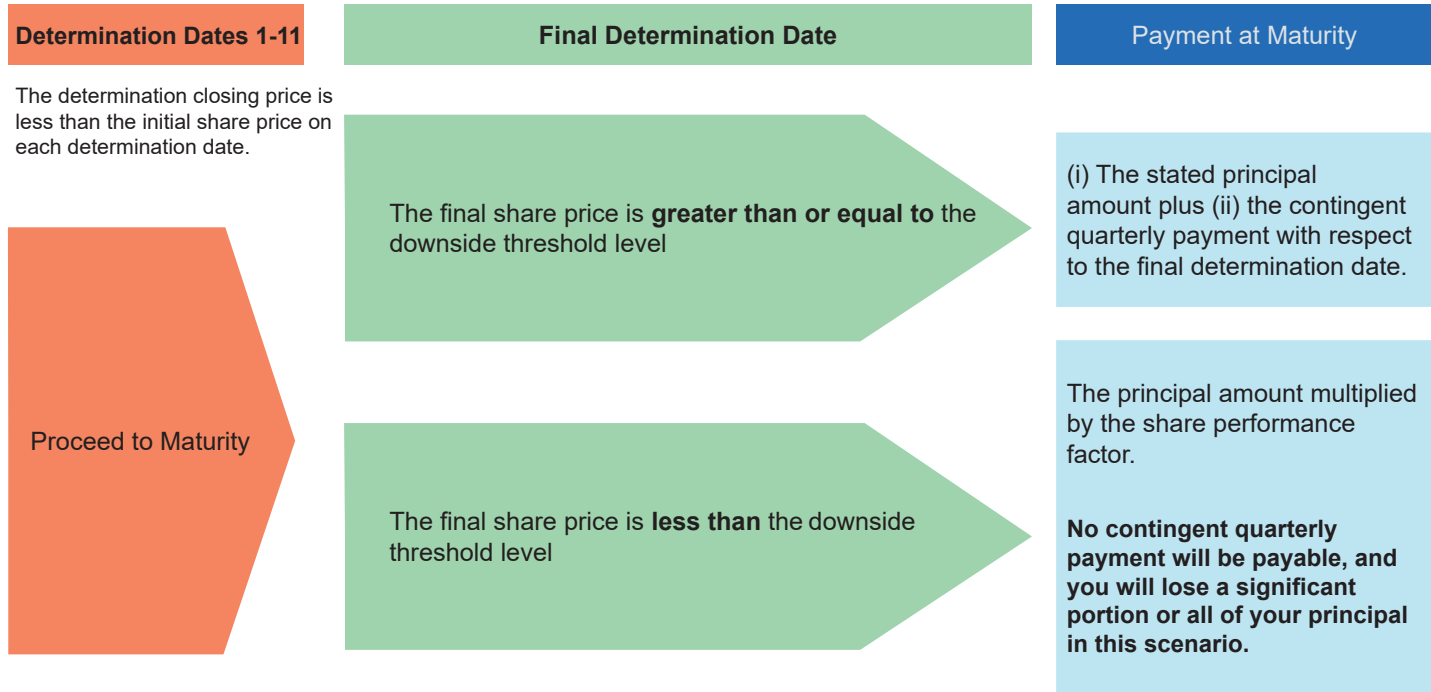 Determination Dates 1-11
Final Determination Date
Payment at Maturity
The determination closing price is
less than the initial share price on
each determination date.
Proceed to Maturity
The final share price is greater than or equal to the
downside threshold level
(i) The stated principal
amount plus (ii) the contingent
quarterly payment with respect
to the final determination date.
The final share price is less than the downside
threshold level
The principal amount multiplied
by the share performance
factor.
No contingent quarterly
payment will be payable, and
you will lose a significant
portion or all of your principal
in this scenario.